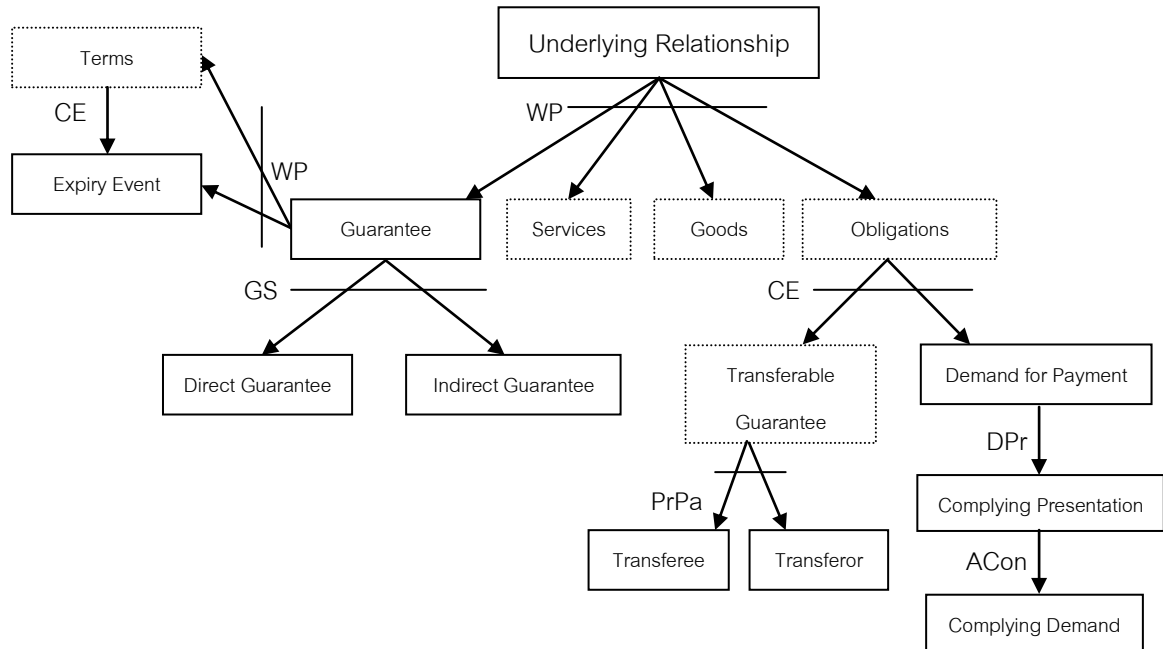 Underlying Relationship
Terms
CE
WP
WP
Expiry Event
Guarantee
Services
Goods
Obligations
GS
CE
Direct Guarantee
Indirect Guarantee
Transferable
Guarantee
Demand for Payment
DPr
PrPa
Complying Presentation
Transferee
Transferor
ACon
Complying Demand